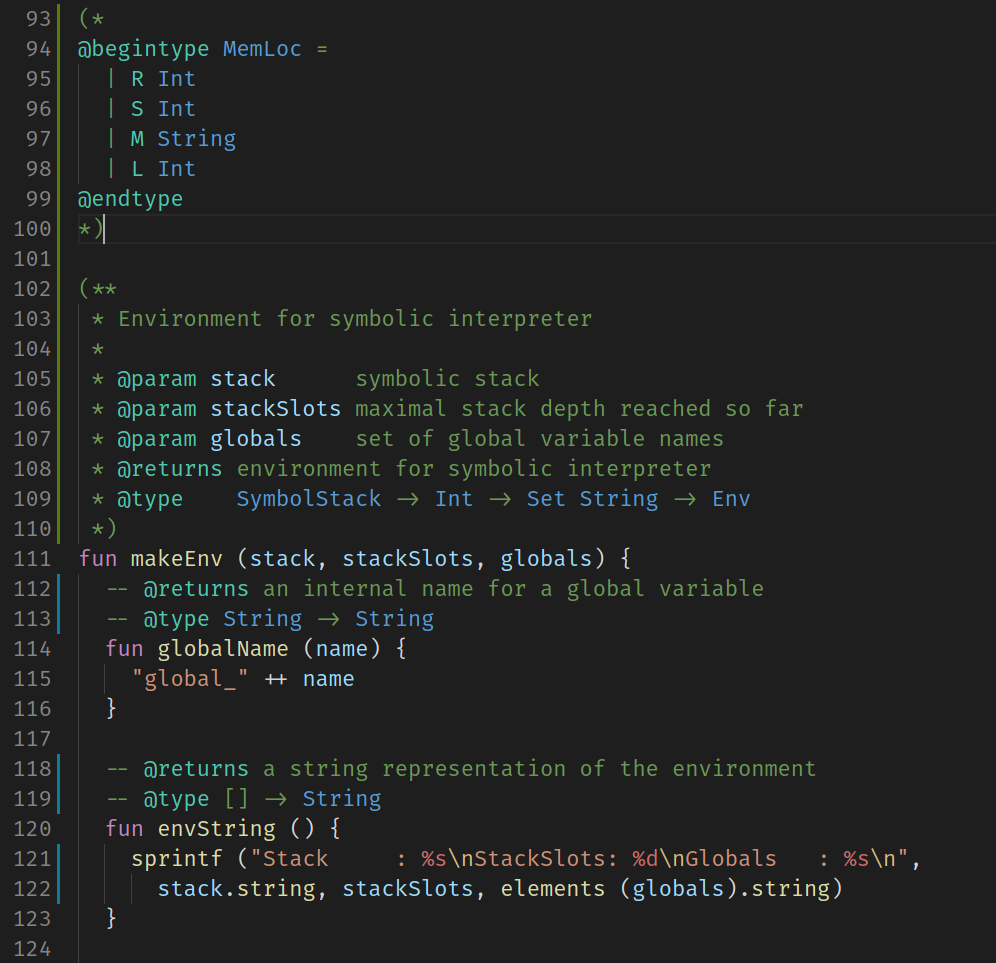 93 (*
94 @begintype MemLoc =
95   | R Int
96   | S Int
97   | M String
98   | L Int
99 @endtype
100 *)
101
102 (**
103  * Environment for symbolic interpreter
104  *
105  * @param stack      symbolic stack
106  * @param stackSlots maximal stack depth reached so far
107  * @param globals    set of global variable names
108  * @returns environment for symbolic interpreter
109  * @type    SymbolStack -> Int -> Set String -> Env
110  *)
111 fun makeEnv (stack, stackSlots, globals) {
112   -- @returns an internal name for a global variable
113   -- @type String -> String
114   fun globalName (name) {
115     "global_" ++ name
116   }
117
118   -- @returns a string representation of the environment
119   -- @type [] -> String
120   fun envString () {
121     sprintf ("Stack     : %s\nStackSlots: %d\nGlobals   : %s\n",
122       stack.string, stackSlots, elements (globals).string)
123   }
124